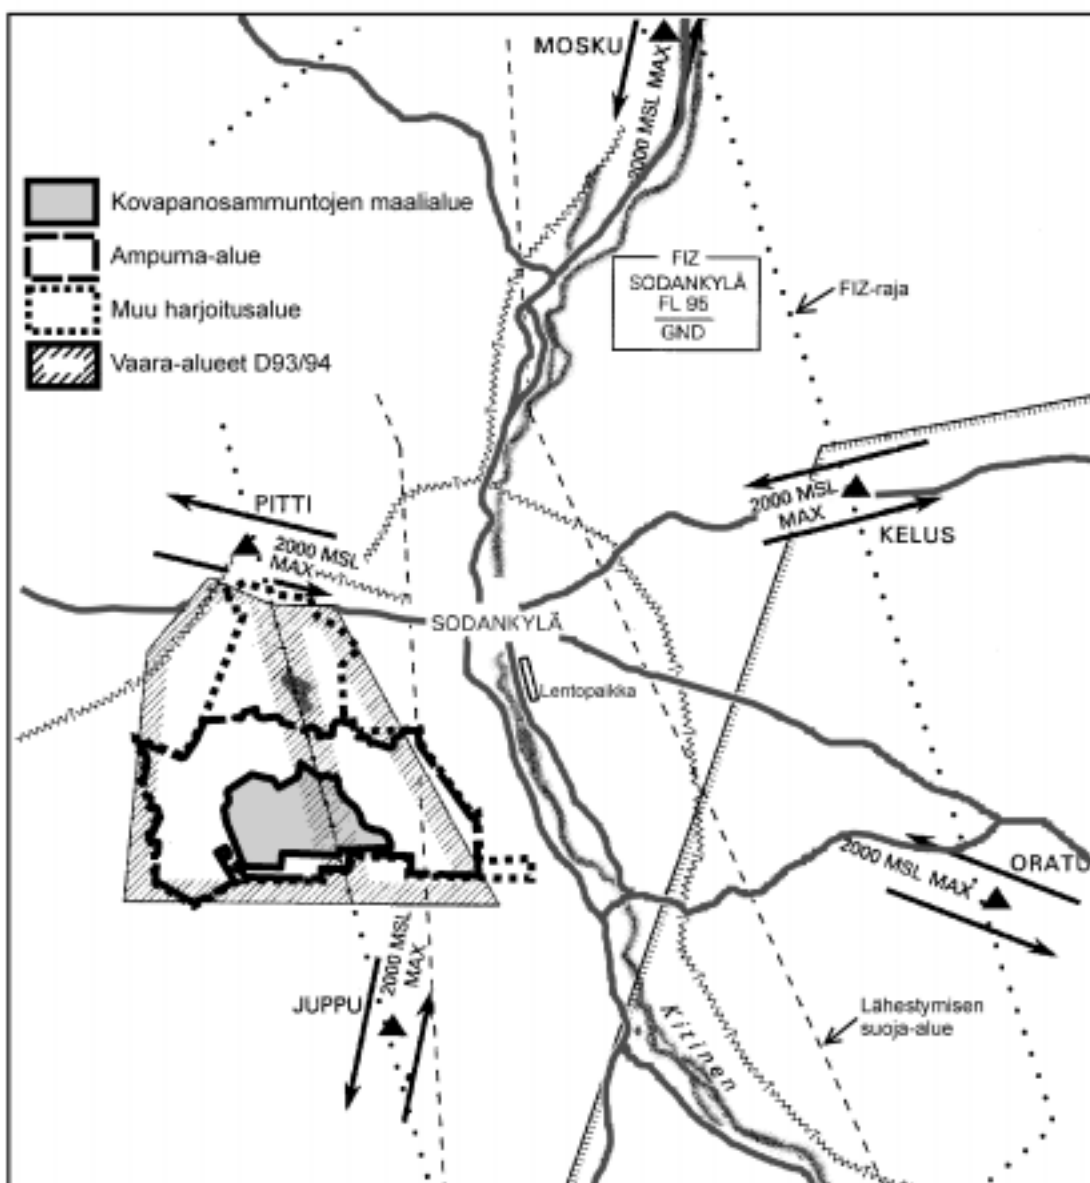 MOSKU
2000 MSL MAX
Kovapanosammuntojen maalialue
Ampuma-alue
Muu harjoitusalue
Vaara-alueet D93/94
FIZ
SODANKYLÄ
FL 95
GND
FIZ-raja
PITTI
2000 MSL
MAX
2000 MSL
MAX
KELUS
SODANKYLÄ
Lentopaikka
2000 MSL MAX
ORATU
2000 MSL
MAX
JUPPU
Kitinen
Lähestymisen
suoja-alue